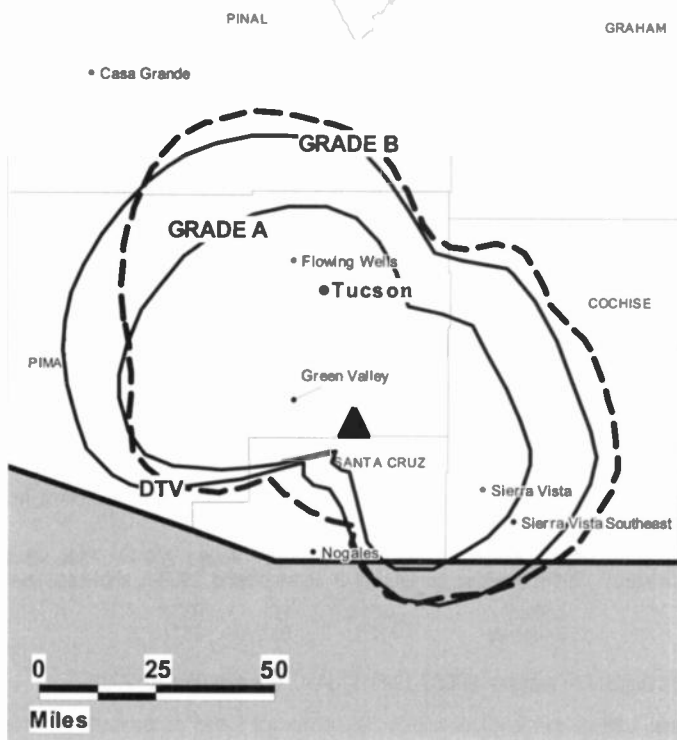 PINAL
GRAHAM
Casa Grande
GRADE B
GRADE A
Flowing Wells
Tucson
COCHISE
PIMA
Green Valley
SANTA CRUZ
DTV
Sierra Vista
Sierra Vista Southeast
Nogales
0 25 50
Miles